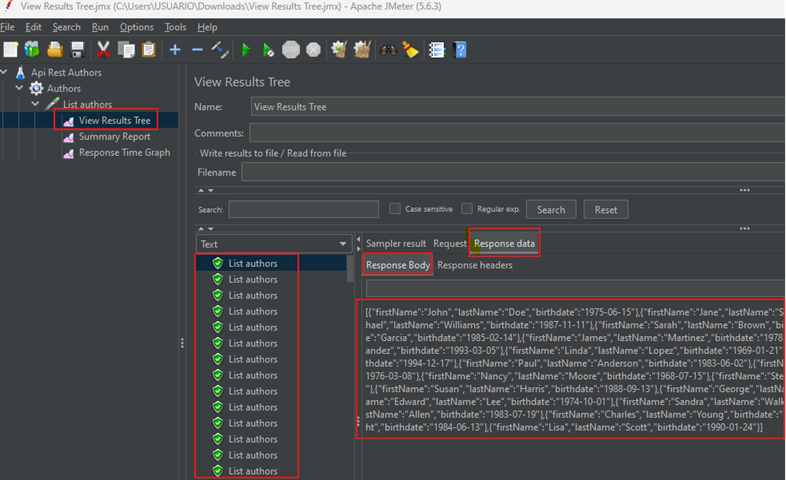 View Results Tree.jmx (C:\Users\USUARIO\Downloads\View Results Tree.jmx) - Apache JMeter (5.6.3)
File Edit Search Run Options Tools Help
Api Rest Authors
Authors
List authors
View Results Tree
Summary Report
Response Time Graph
View Results Tree
Name: View Results Tree
Comments:
Write results to file / Read from file
Filename
Search: Case sensitive Regular exp. Search Reset
Text
List authors
List authors
List authors
List authors
List authors
List authors
List authors
List authors
List authors
List authors
List authors
List authors
List authors
List authors
Sampler result Request Response data
Response Body Response headers
[{"firstName":"John","lastName":"Doe","birthdate":"1975-06-15"},{"firstName":"Jane","lastName":"S
hael","lastName":"Williams","birthdate":"1987-11-11"},{"firstName":"Sarah","lastName":"Brown","bi
e":"Garcia","birthdate":"1985-02-14"},{"firstName":"James","lastName":"Martinez","birthdate":"1978
andez","birthdate":"1993-03-05"},{"firstName":"Linda","lastName":"Lopez","birthdate":"1969-01-21"
thdate":"1994-12-17"},{"firstName":"Paul","lastName":"Anderson","birthdate":"1983-06-02"},{"first
1976-03-08"},{"firstName":"Nancy","lastName":"Moore","birthdate":"1968-07-15"},{"firstName":"Ste
"},{"firstName":"Susan","lastName":"Harris","birthdate":"1988-09-13"},{"firstName":"George","lastNa
ame":"Edward","lastName":"Lee","birthdate":"1974-10-01"},{"firstName":"Sandra","lastName":"Walk
stName":"Allen","birthdate":"1983-07-19"},{"firstName":"Charles","lastName":"Young","birthdate":"
ht","birthdate":"1984-06-13"},{"firstName":"Lisa","lastName":"Scott","birthdate":"1990-01-24"}]